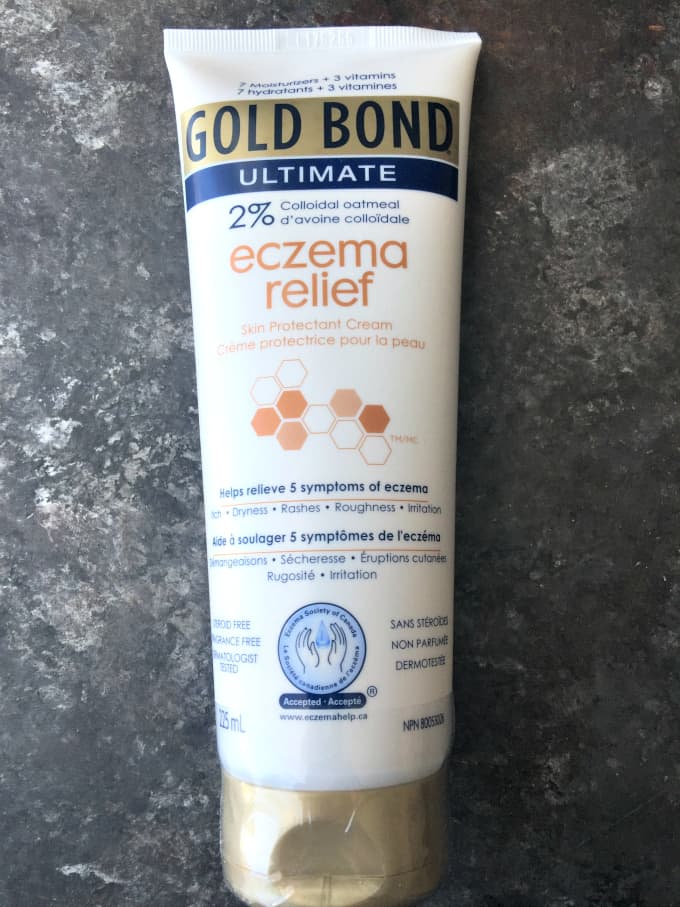 7 Moisturizers + 3 vitamins
7 hydratants + 3 vitamines
GOLD BOND
ULTIMATE
2% Colloidal oatmeal
d'avoine colloïdale
eczema
relief
Skin Protectant Cream
Crème protectrice pour la peau
TM/MC
Helps relieve 5 symptoms of eczema
Itch • Dryness • Rashes • Roughness • Irritation
Aide à soulager 5 symptômes de l'eczéma
Démangeaisons • Sécheresse • Éruptions cutanées
Rugosité • Irritation
STEROID FREE
FRAGRANCE FREE
DERMATOLOGIST
TESTED
Eczema Society of Canada
La Société canadienne de l'eczéma
Accepted · Accepté ®
www.eczemahelp.ca
SANS STÉROÏDES
NON PARFUMÉE
DERMOTESTÉE
225 mL